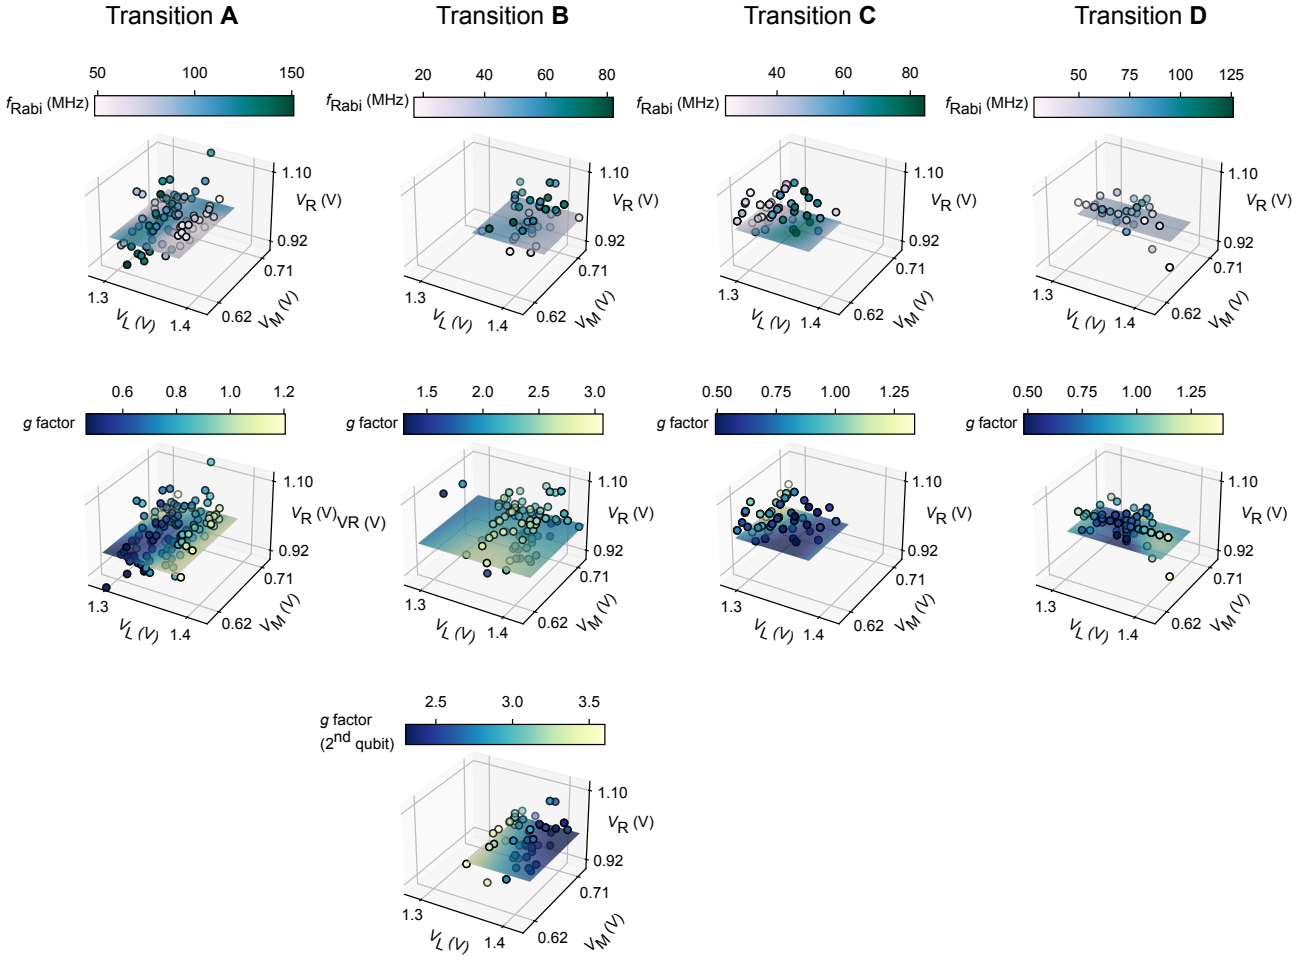 Transition A
Transition B
Transition C
Transition D
50 100 150
fRabi (MHz)
20 40 60 80
fRabi (MHz)
40 60 80
fRabi (MHz)
50 75 100 125
fRabi (MHz)
1.10
VR (V)
0.92
0.71
VM (V)
0.62
1.3
VL (V)
1.4
1.10
VR (V)
0.92
0.71
VM (V)
0.62
1.3
VL (V)
1.4
1.10
VR (V)
0.92
0.71
VM (V)
0.62
1.3
VL (V)
1.4
1.10
VR (V)
0.92
0.71
VM (V)
0.62
1.3
VL (V)
1.4
0.6 0.8 1.0 1.2
g factor
1.5 2.0 2.5 3.0
g factor
0.50 0.75 1.00 1.25
g factor
0.50 0.75 1.00 1.25
g factor
1.10
VR (V)
0.92
0.71
VM (V)
0.62
1.3
VL (V)
1.4
VR (V)
1.10
VR (V)
0.92
0.71
VM (V)
0.62
VL (V)
1.4
1.10
VR (V)
0.92
0.71
VM (V)
0.62
1.3
VL (V)
1.4
1.10
VR (V)
0.92
0.71
VM (V)
0.62
1.3
VL (V)
1.4
2.5 3.0 3.5
g factor
(2nd qubit)
1.10
VR (V)
0.92
0.71
VM (V)
0.62
1.3
VL (V)
1.4